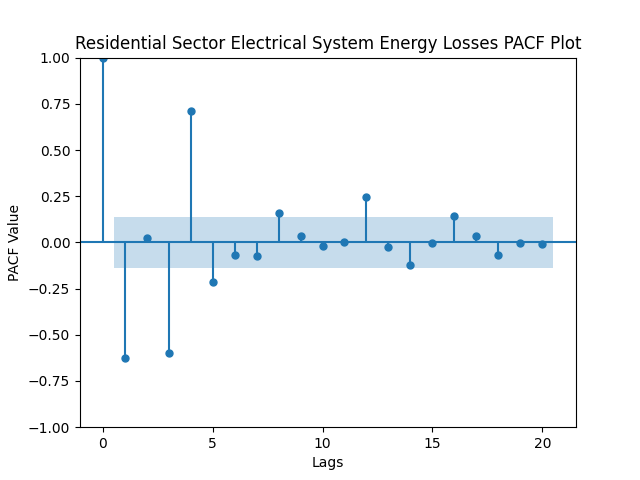 Residential Sector Electrical System Energy Losses PACF Plot
1.00
0.75
0.50
0.25
0.00
−0.25
−0.50
−0.75
−1.00
PACF Value
0 5 10 15 20
Lags